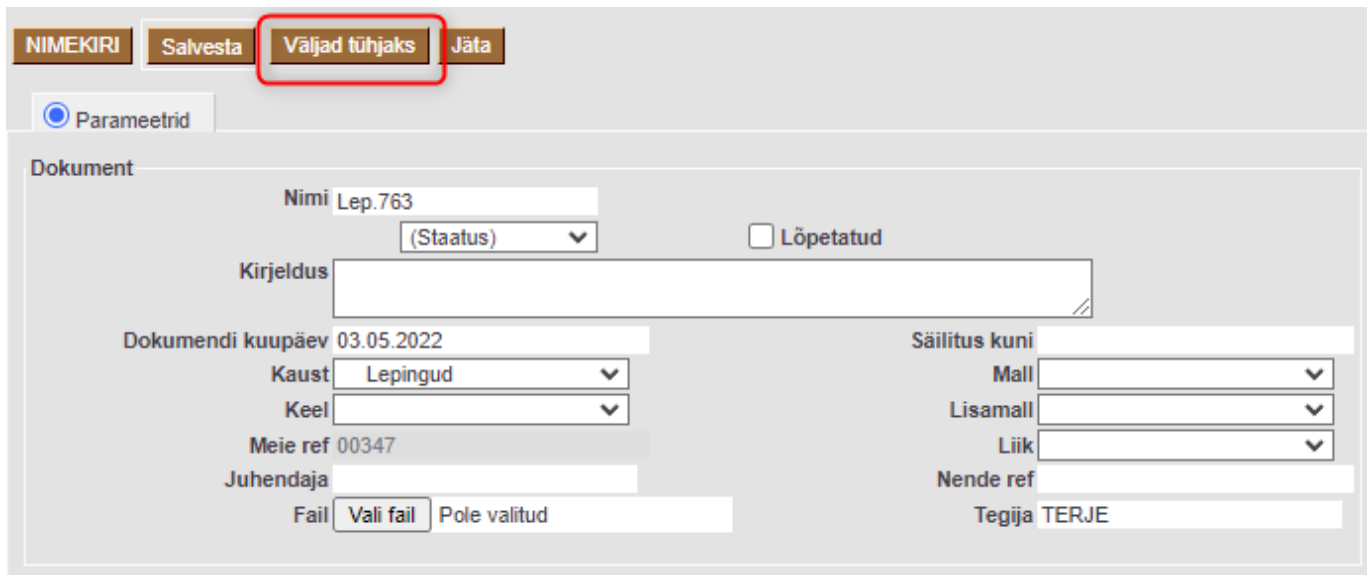 NIMEKIRI Salvesta Väljad tühjaks Jäta
Parameetrid
Dokument
Nimi Lep.763
(Staatus) Lõpetatud
Kirjeldus
Dokumendi kuupäev 03.05.2022 Säilitus kuni
Kaust Lepingud Mall
Keel Lisamall
Meie ref 00347 Liik
Juhendaja Nende ref
Fail Vali fail Pole valitud Tegija TERJE